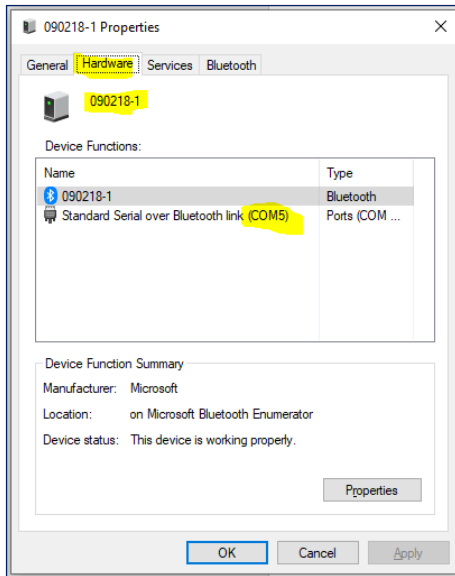 090218-1 Properties
General Hardware Services Bluetooth
090218-1
Device Functions:
Name Type
090218-1 Bluetooth
Standard Serial over Bluetooth link (COM5) Ports (COM ...
Device Function Summary
Manufacturer: Microsoft
Location: on Microsoft Bluetooth Enumerator
Device status: This device is working properly.
Properties
OK Cancel Apply